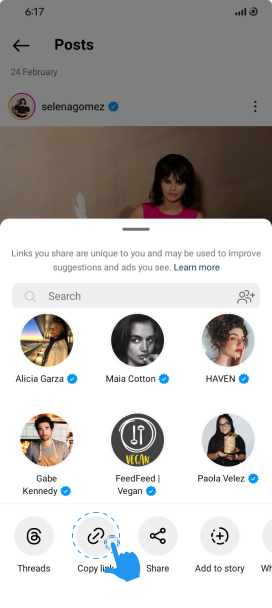 6:17
Posts
24 February
selenagomez
Links you share are unique to you and may be used to improve
suggestions and ads you see. Learn more
Search
Alicia Garza
Maia Cotton
HAVEN
Gabe
Kennedy
FeedFeed |
Vegan
Paola Velez
VEGAN
Threads
Copy link
Share
Add to story
Wh